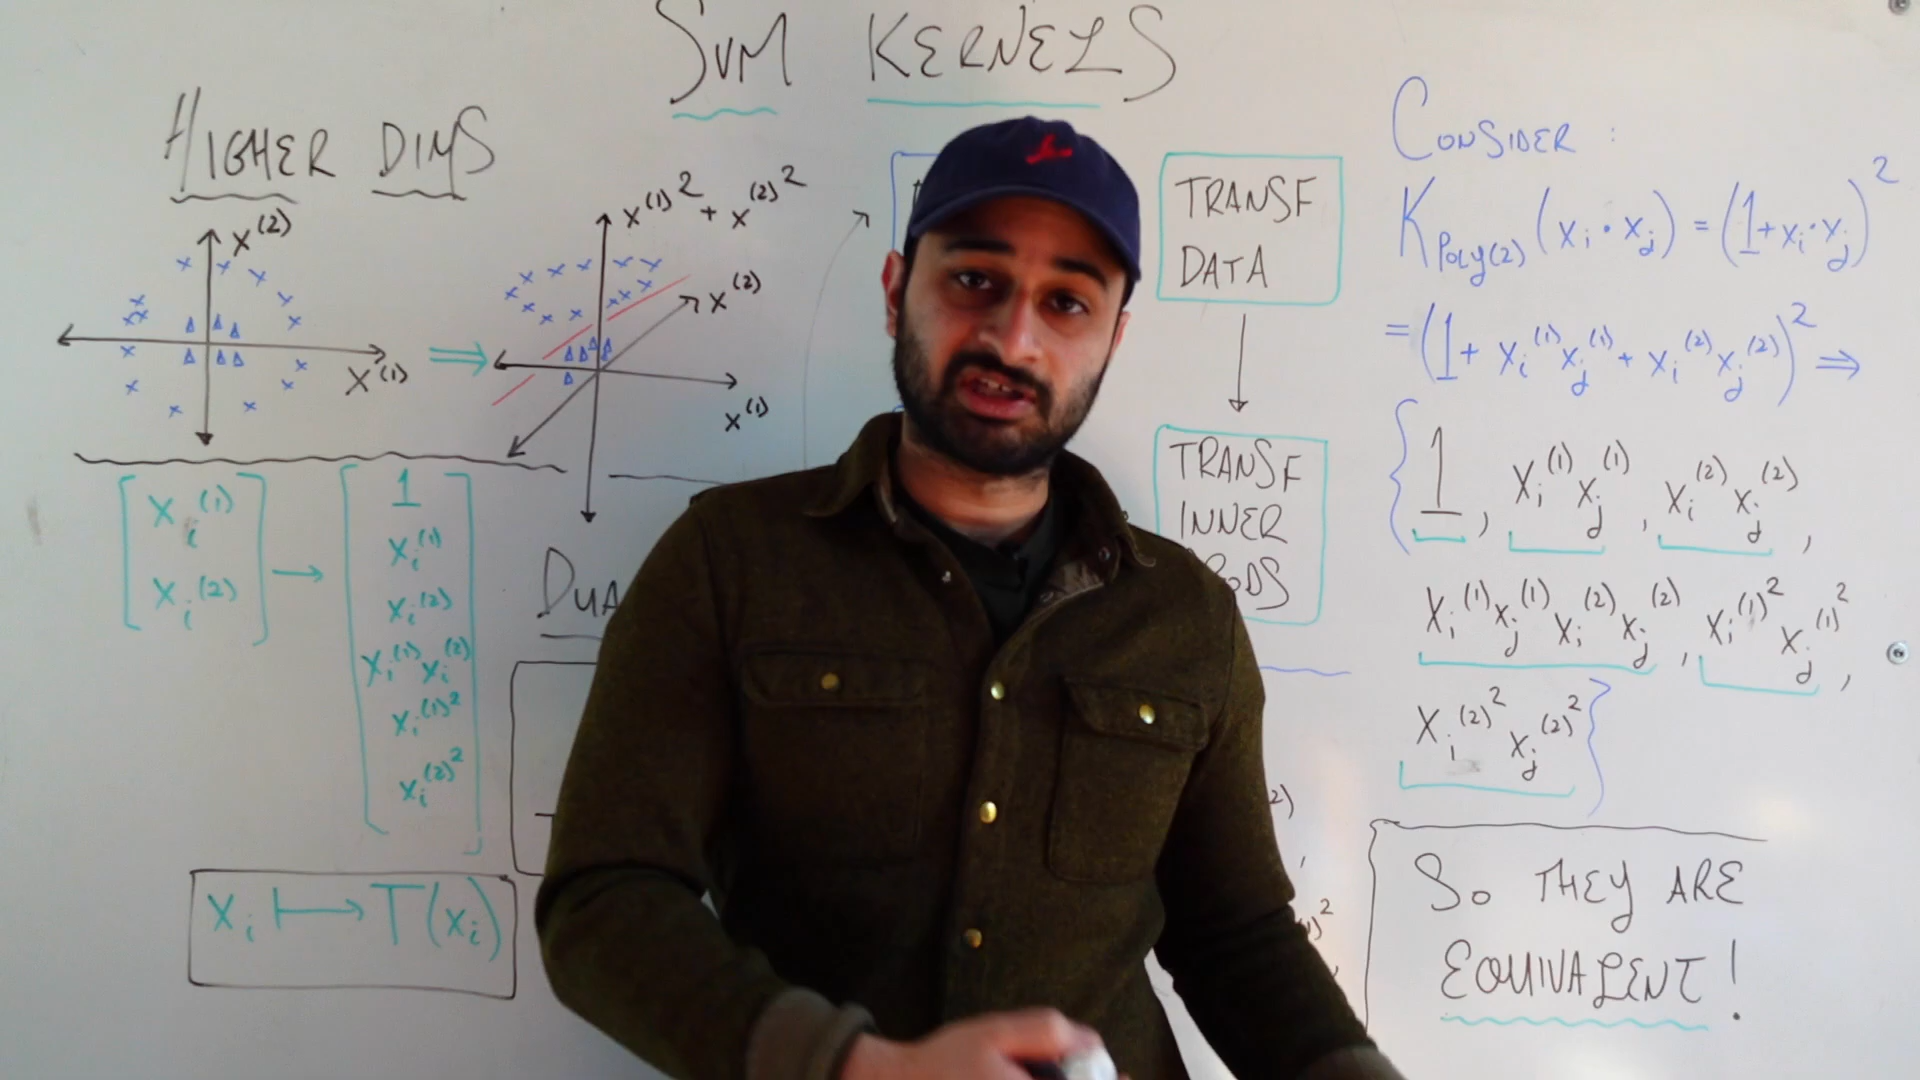 SVM KERNELS
HIGHER DIMS
x^(2)
x^(1)
x^(1)² + x^(2)²
x^(2)
x^(1)
x_i^(1)
x_i^(2)
→
1
x_i^(1)
x_i^(2)
x_i^(1) x_i^(2)
x_i^(1)²
x_i^(2)²
x_i ↦ T(x_i)
TRANSF
DATA
TRANSF
INNER
CONSIDER :
K_Poly(2) (x_i · x_j) = (1 + x_i · x_j)²
= (1 + x_i^(1) x_j^(1) + x_i^(2) x_j^(2))² ⇒
{ 1, x_i^(1) x_j^(1), x_i^(2) x_j^(2),
x_i^(1) x_j^(1) x_i^(2) x_j^(2), x_i^(1)² x_j^(1)²,
x_i^(2)² x_j^(2)² }
SO THEY ARE
EQUIVALENT!